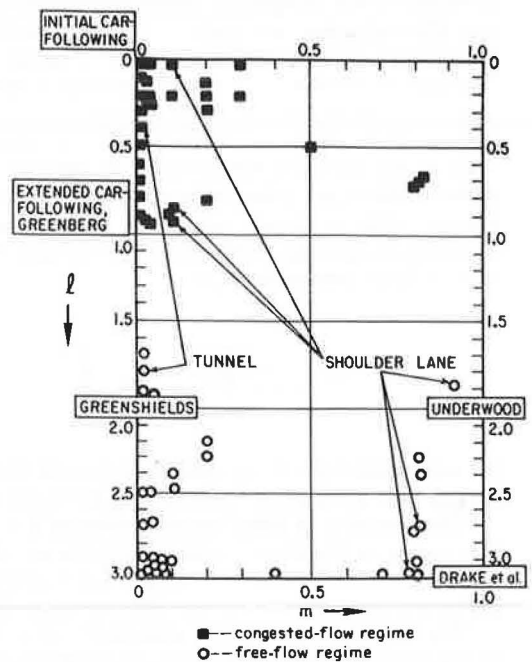 INITIAL CAR-
FOLLOWING
0 0.5 1.0
0 0
0.5 0.5
EXTENDED CAR-
FOLLOWING,
GREENBERG
1.0 1.0
l
1.5 1.5
TUNNEL SHOULDER LANE
GREENSHIELDS UNDERWOOD
2.0 2.0
2.5 2.5
3.0 3.0
DRAKE et al.
0 0.5 1.0
m
congested-flow regime
free-flow regime